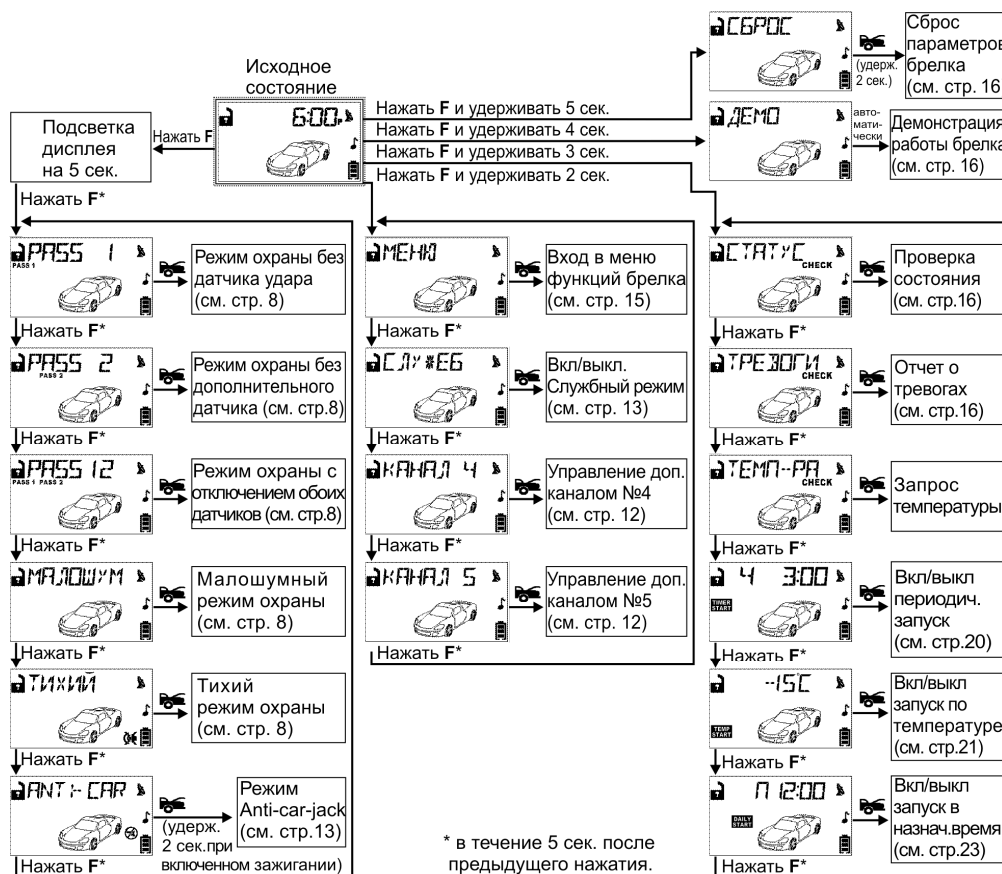 СБРОС
(удерж.
2 сек.)
Сброс
параметров
брелка
(см. стр. 16
Исходное
состояние
6:00 P
Нажать F и удерживать 5 сек.
Нажать F и удерживать 4 сек.
Нажать F и удерживать 3 сек.
Нажать F и удерживать 2 сек.
ДЕМО
авто-
мати-
чески
Демонстрация
работы брелка
(см. стр. 16)
Нажать F
Подсветка
дисплея
на 5 сек.
Нажать F*
PASS 1
PASS 1
Режим охраны без
датчика удара
(см. стр. 8)
Нажать F*
PASS 2
PASS 2
Режим охраны без
дополнительного
датчика (см. стр.8)
Нажать F*
PASS 12
PASS 1 PASS 2
Режим охраны с
отключением обоих
датчиков (см. стр.8)
Нажать F*
МАЛОШУМ
Малошумный
режим охраны
(см. стр. 8)
Нажать F*
ТИХИЙ
Тихий
режим охраны
(см. стр. 8)
Нажать F*
ANTI-CAR
(удерж.
2 сек.при
включенном зажигании)
Режим
Anti-car-jack
(см. стр.13)
Нажать F*
МЕНЮ
Вход в меню
функций брелка
(см. стр. 15)
Нажать F*
СЛУЖЕБ
Вкл/выкл.
Службный режим
(см. стр. 13)
Нажать F*
КАНАЛ 4
Управление доп.
каналом №4
(см. стр. 12)
Нажать F*
КАНАЛ 5
Управление доп.
каналом №5
(см. стр. 12)
Нажать F*
* в течение 5 сек. после
предыдущего нажатия.
СТАТУС
CHECK
Проверка
состояния
(см. стр.16)
Нажать F*
ТРЕВОГИ
CHECK
Отчет о
тревогах
(см. стр.16)
Нажать F*
ТЕМП-РА
CHECK
Запрос
температуры
Нажать F*
Ч 3:00
TIMER
START
Вкл/выкл
периодич.
запуск
(см. стр.20)
Нажать F*
-15C
TEMP
START
Вкл/выкл
запуск по
температуре
(см. стр.21)
Нажать F*
П 12:00
DAILY
START
Вкл/выкл
запуск в
назнач.время
(см. стр.23)
Нажать F*